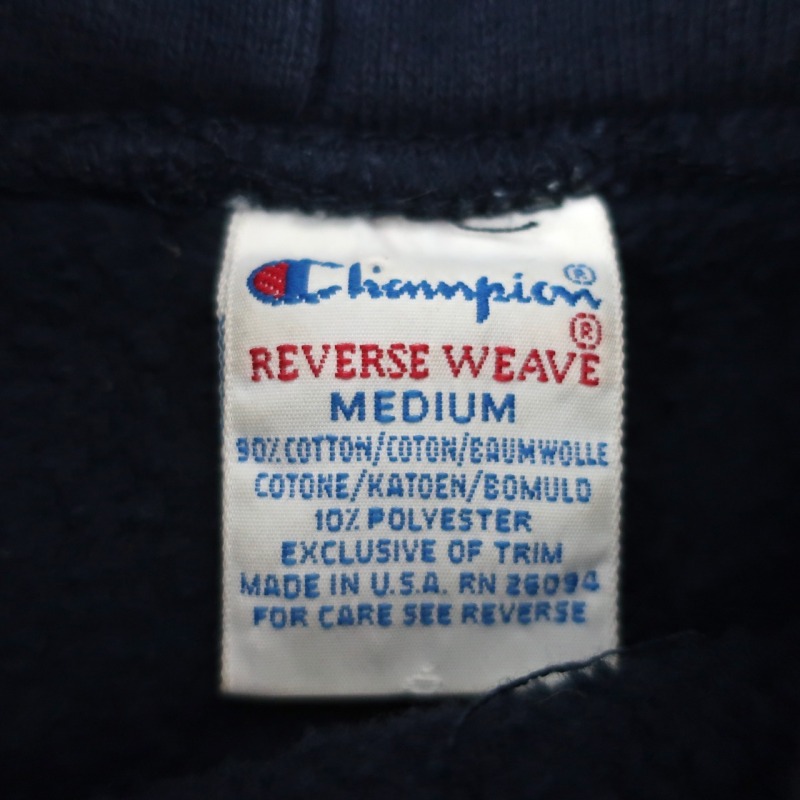 Champion®
REVERSE WEAVE®
MEDIUM
90% COTTON/COTON/BAUMWOLLE
COTONE/KATOEN/BOMULD
10% POLYESTER
EXCLUSIVE OF TRIM
MADE IN U.S.A. RN 26094
FOR CARE SEE REVERSE